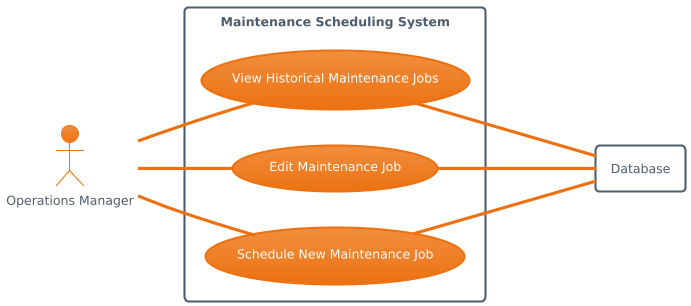 Maintenance Scheduling System
View Historical Maintenance Jobs
Edit Maintenance Job
Database
Operations Manager
Schedule New Maintenance Job